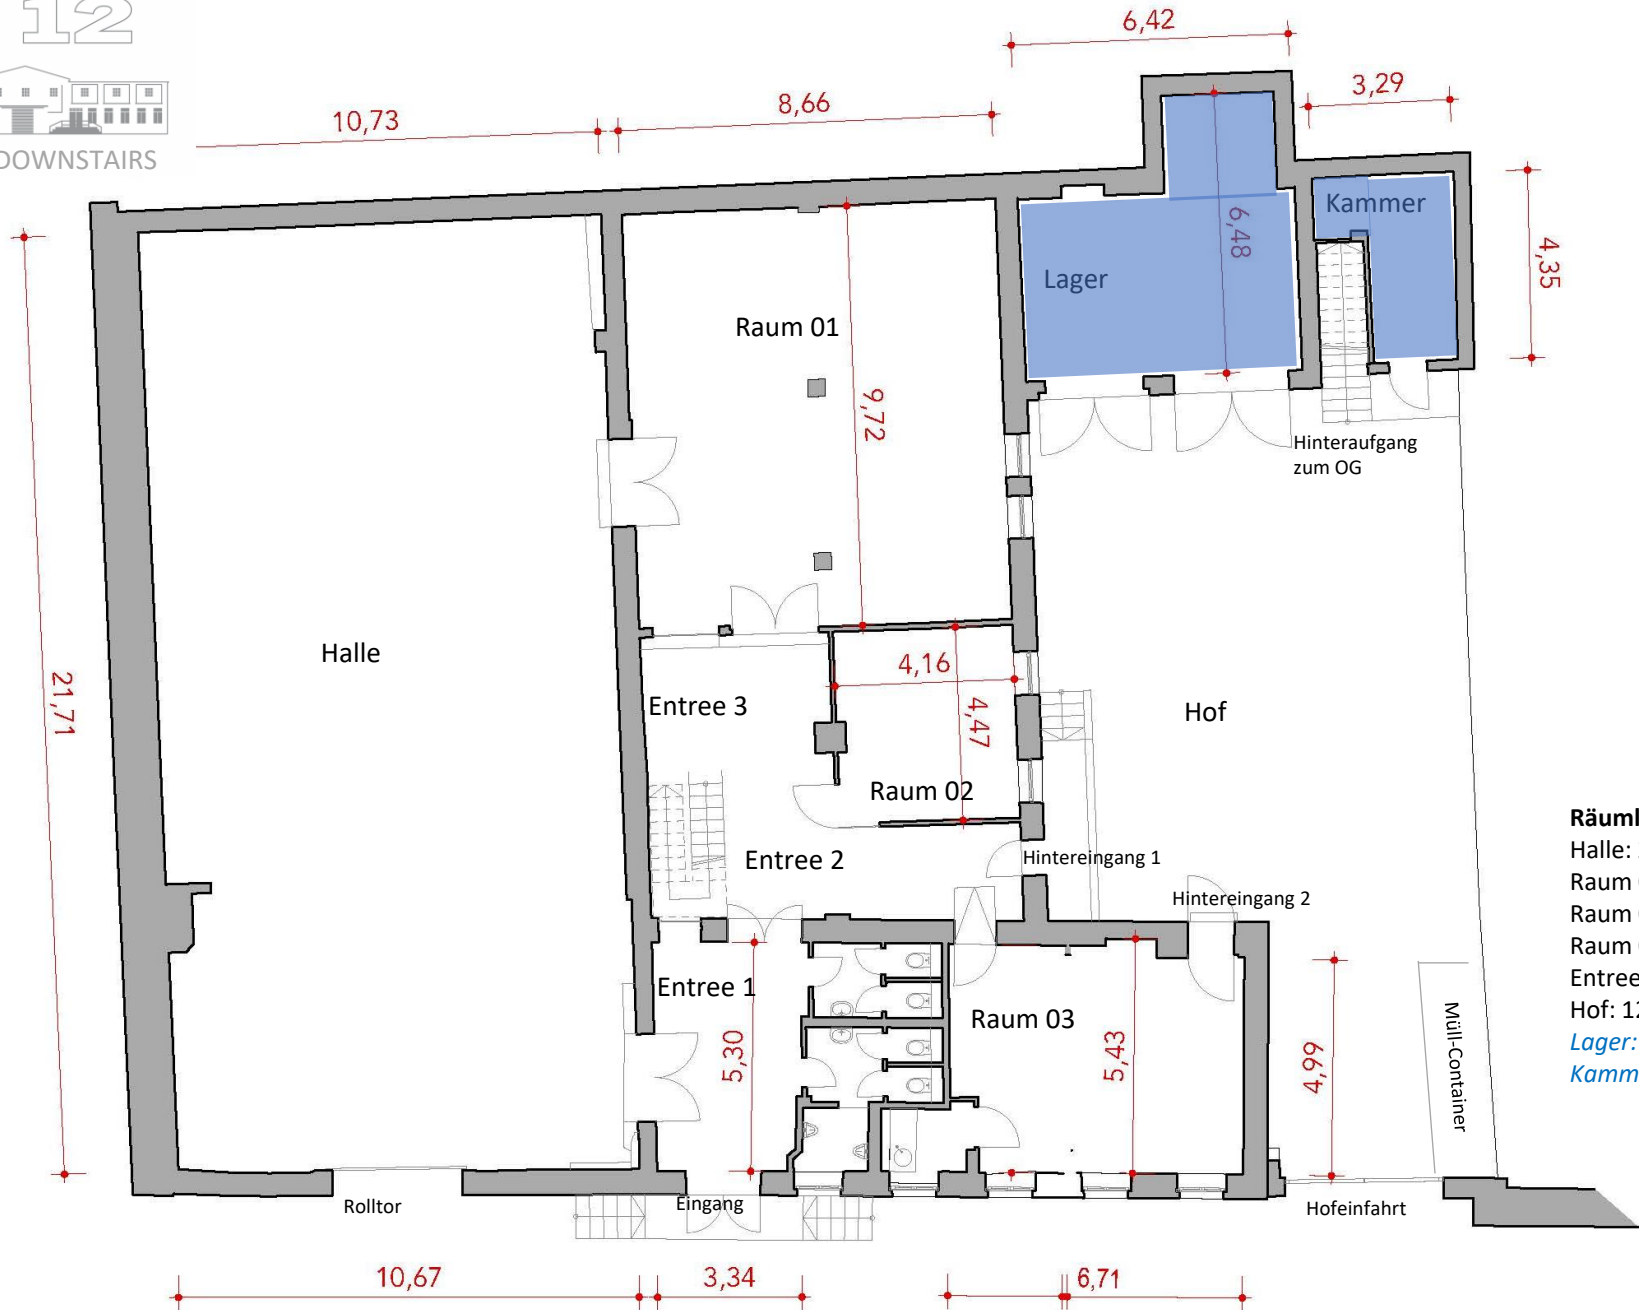 12
DOWNSTAIRS
6,42
3,29
8,66
10,73
Kammer
6,48
4,35
Lager
Raum 01
9,72
Hinteraufgang
zum OG
Halle
21,71
4,16
Entree 3
4,47
Hof
Raum 02
Entree 2
Hintereingang 1
Hintereingang 2
Entree 1
5,30
Raum 03
5,43
4,99
Müll-Container
Halle:
Raum
Raum
Raum
Entree
Hof: 12
Lager:
Rolltor
Eingang
Hofeinfahrt
10,67
3,34
6,71